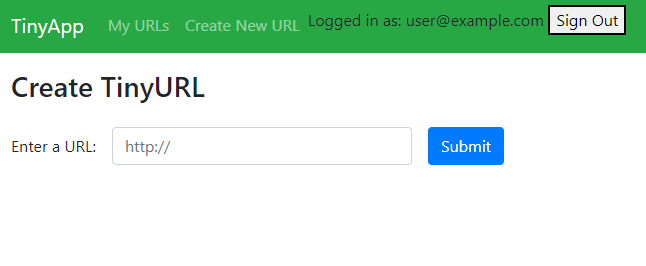 TinyApp My URLs Create New URL Logged in as: user@example.com Sign Out
Create TinyURL
Enter a URL: http:// Submit